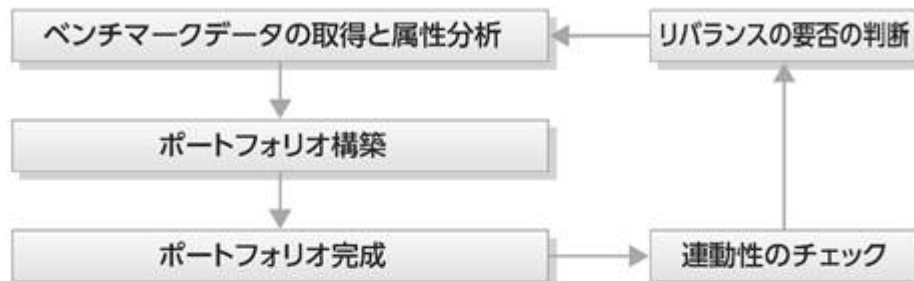 ベンチマークデータの取得と属性分析
リバランスの要否の判断
ポートフォリオ構築
ポートフォリオ完成
連動性のチェック